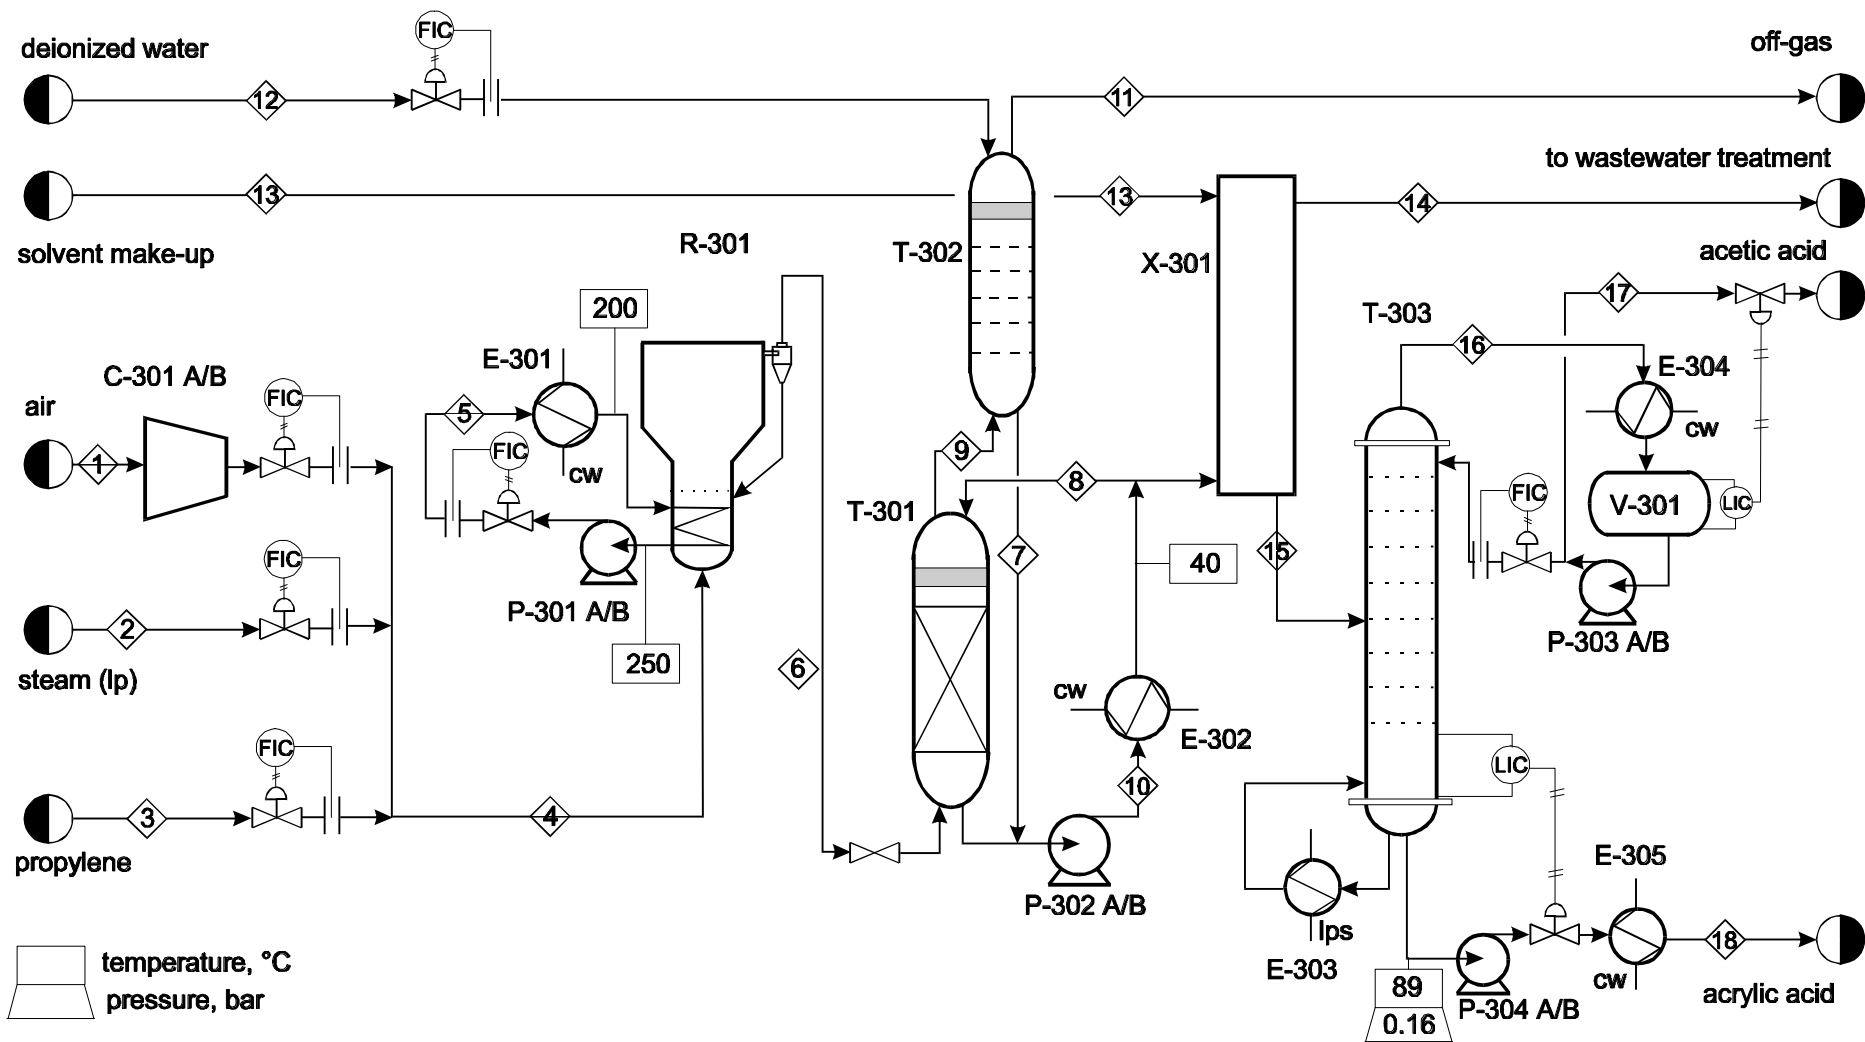 FIC
deionized water
off-gas
12
11
to wastewater treatment
13
13
14
solvent make-up
R-301
T-302
X-301
acetic acid
17
T-303
200
16
E-301
E-304
C-301 A/B
FIC
air
5
cw
FIC
9
1
cw
8
FIC
V-301
LIC
T-301
7
15
40
FIC
P-301 A/B
2
P-303 A/B
250
6
steam (lp)
cw
E-302
FIC
LIC
10
3
4
propylene
E-305
P-302 A/B
lps
18
temperature, °C
E-303
cw
89
acrylic acid
pressure, bar
P-304 A/B
0.16